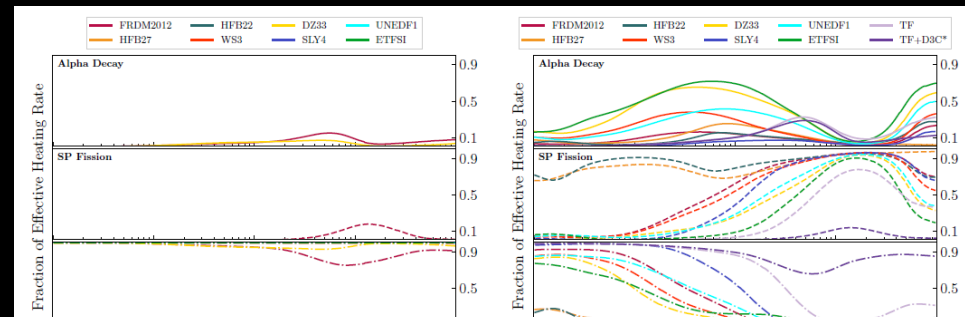 FRDM2012 HFB22 DZ33 UNEDF1
HFB27 WS3 SLY4 ETFSI
Alpha Decay
0.9
0.5
0.1
SP Fission
0.9
0.5
0.1
0.9
0.5
Fraction of Effective Heating Rate
FRDM2012 HFB22 DZ33 UNEDF1 TF
HFB27 WS3 SLY4 ETFSI TF+D3C*
Alpha Decay
0.9
0.5
0.1
SP Fission
0.9
0.5
0.1
0.9
0.5
Fraction of Effective Heating Rate